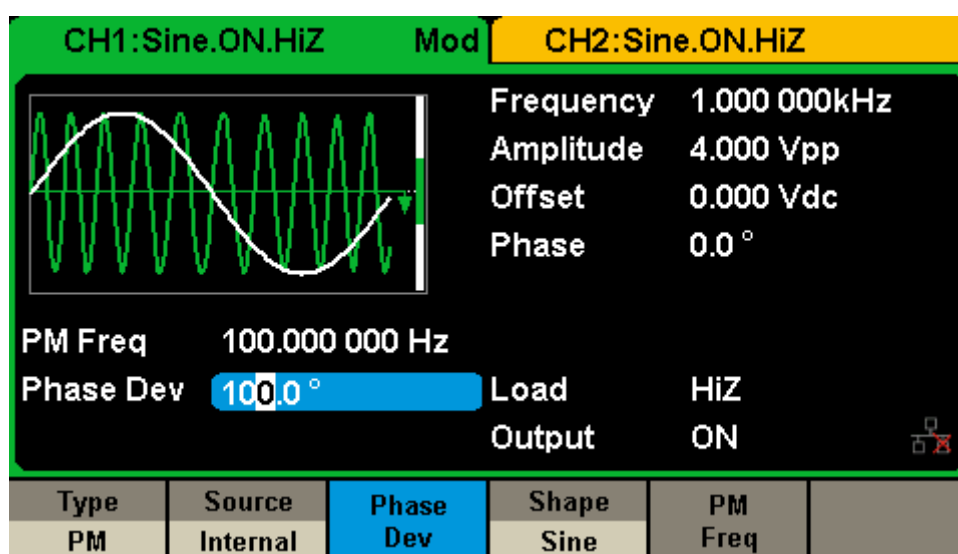 CH1:Sine.ON.HiZ Mod CH2:Sine.ON.HiZ
Frequency 1.000 000kHz
Amplitude 4.000 Vpp
Offset 0.000 Vdc
Phase 0.0 °
PM Freq 100.000 000 Hz
Phase Dev 100.0 °
Load HiZ
Output ON
Type
PM
Source
Internal
Phase
Dev
Shape
Sine
PM
Freq